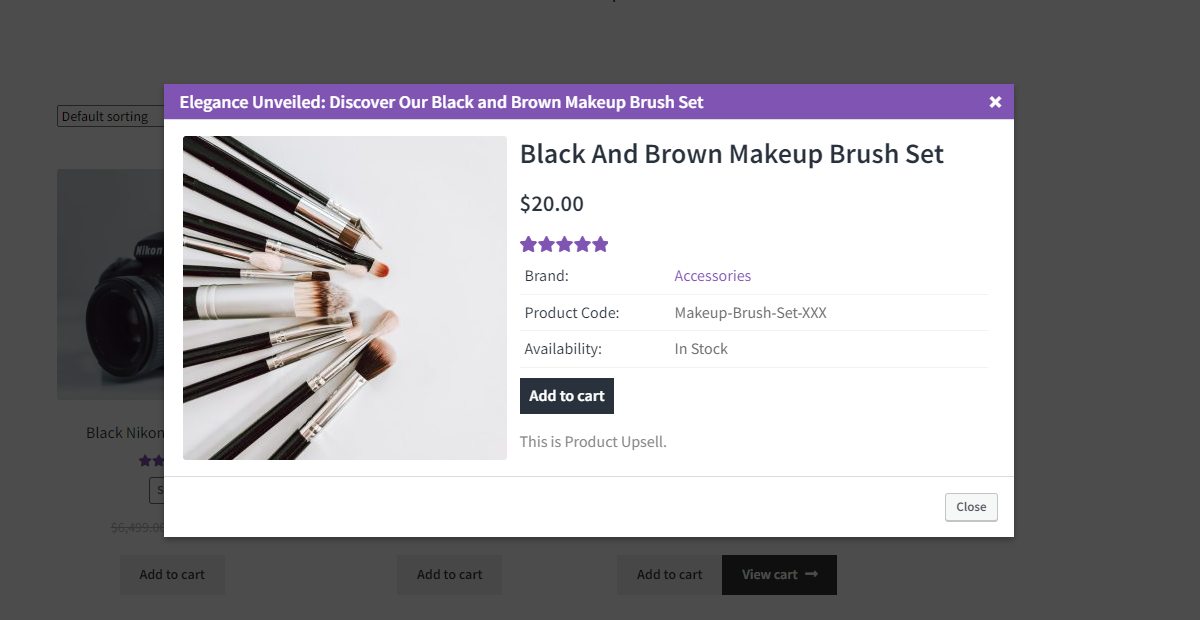 Default sorting
Elegance Unveiled: Discover Our Black and Brown Makeup Brush Set
Black And Brown Makeup Brush Set
$20.00
Brand: Accessories
Product Code: Makeup-Brush-Set-XXX
Availability: In Stock
Add to cart
This is Product Upsell.
Close
Nikon
Black Nikon
$6,499.00
Add to cart
Add to cart
Add to cart
View cart